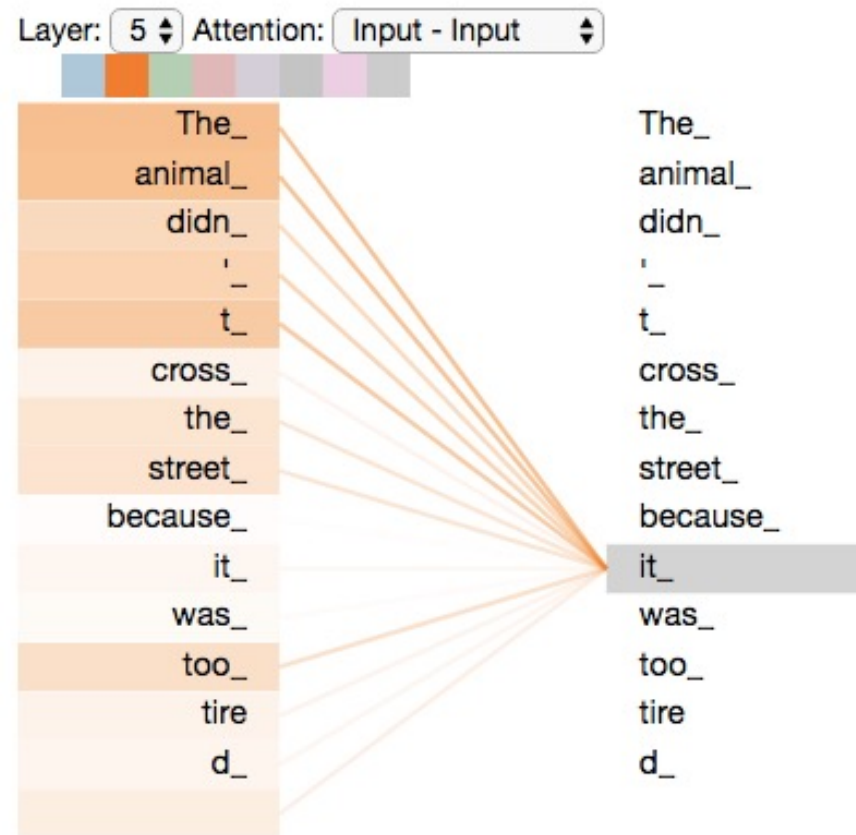 Layer: 5 Attention: Input - Input
The_ The_
animal_ animal_
didn_ didn_
'_ '_
t_ t_
cross_ cross_
the_ the_
street_ street_
because_ because_
it_ it_
was_ was_
too_ too_
tire tire
d_ d_